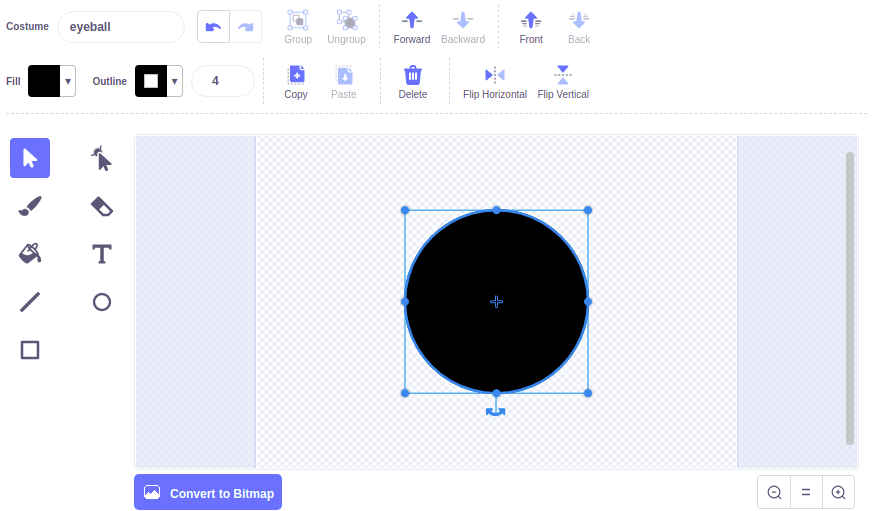 Costume eyeball
Group Ungroup Forward Backward Front Back
Fill Outline 4
Copy Paste Delete Flip Horizontal Flip Vertical
Convert to Bitmap